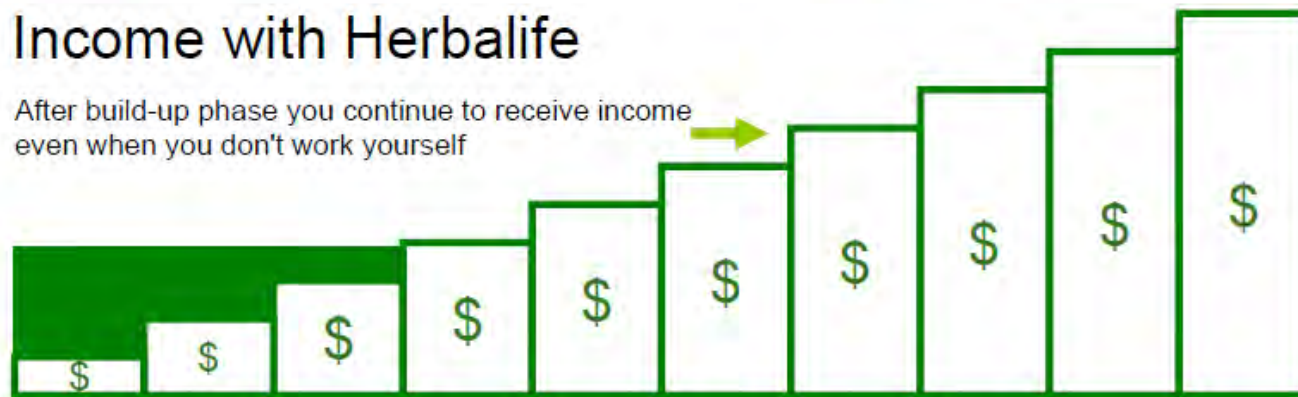 Income with Herbalife
After build-up phase you continue to receive income
even when you don't work yourself
$ $ $ $ $ $ $ $ $ $